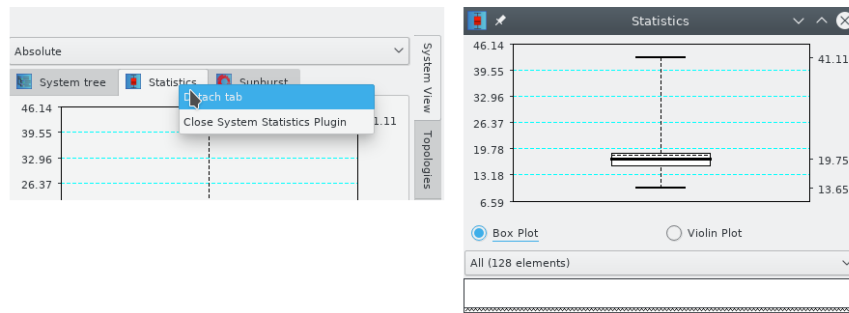 Absolute
System tree
Statistics
Sunburst
Detach tab
Close System Statistics Plugin
46.14
39.55
32.96
26.37
1.11
System View
Topologies
Statistics
46.14
39.55
32.96
26.37
19.78
13.18
6.59
41.11
19.75
13.65
Box Plot
Violin Plot
All (128 elements)